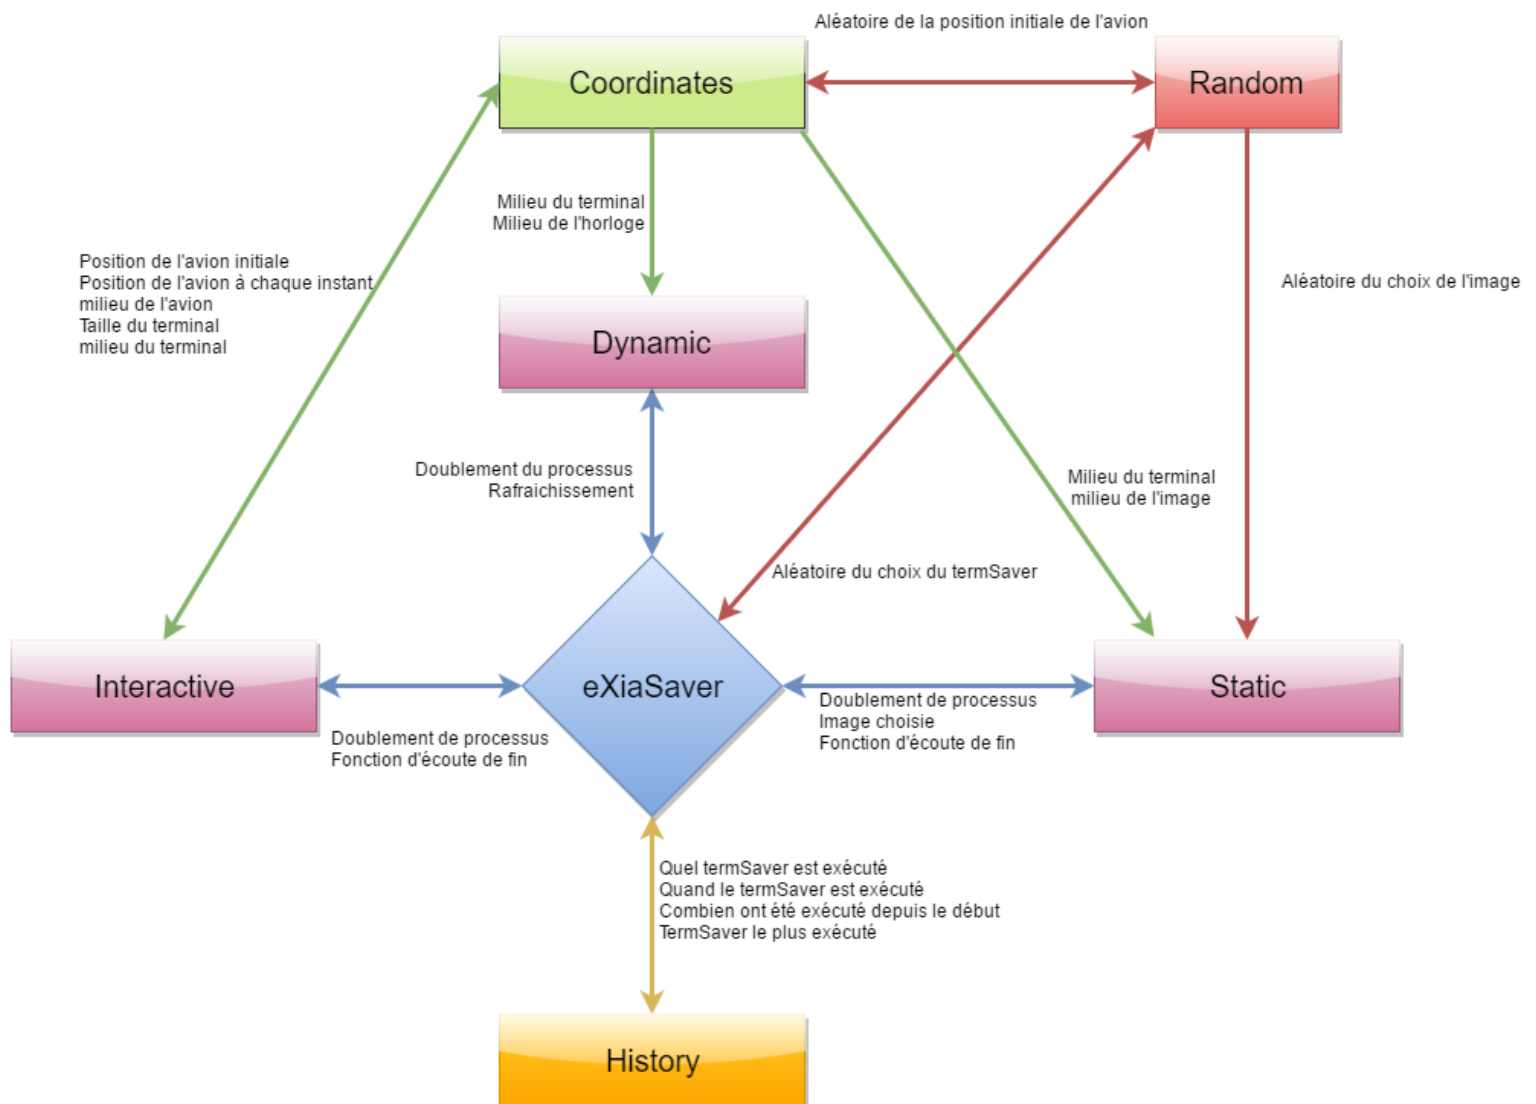 Aléatoire de la position initiale de l'avion
Coordinates
Random
Milieu du terminal
Milieu de l'horloge
Position de l'avion initiale
Position de l'avion à chaque instant
milieu de l'avion
Taille du terminal
milieu du terminal
Aléatoire du choix de l'image
Dynamic
Doublement du processus
Rafraichissement
Milieu du terminal
milieu de l'image
Aléatoire du choix du termSaver
Interactive
eXiaSaver
Static
Doublement de processus
Fonction d'écoute de fin
Doublement de processus
Image choisie
Fonction d'écoute de fin
Quel termSaver est exécuté
Quand le termSaver est exécuté
Combien ont été exécuté depuis le début
TermSaver le plus exécuté
History